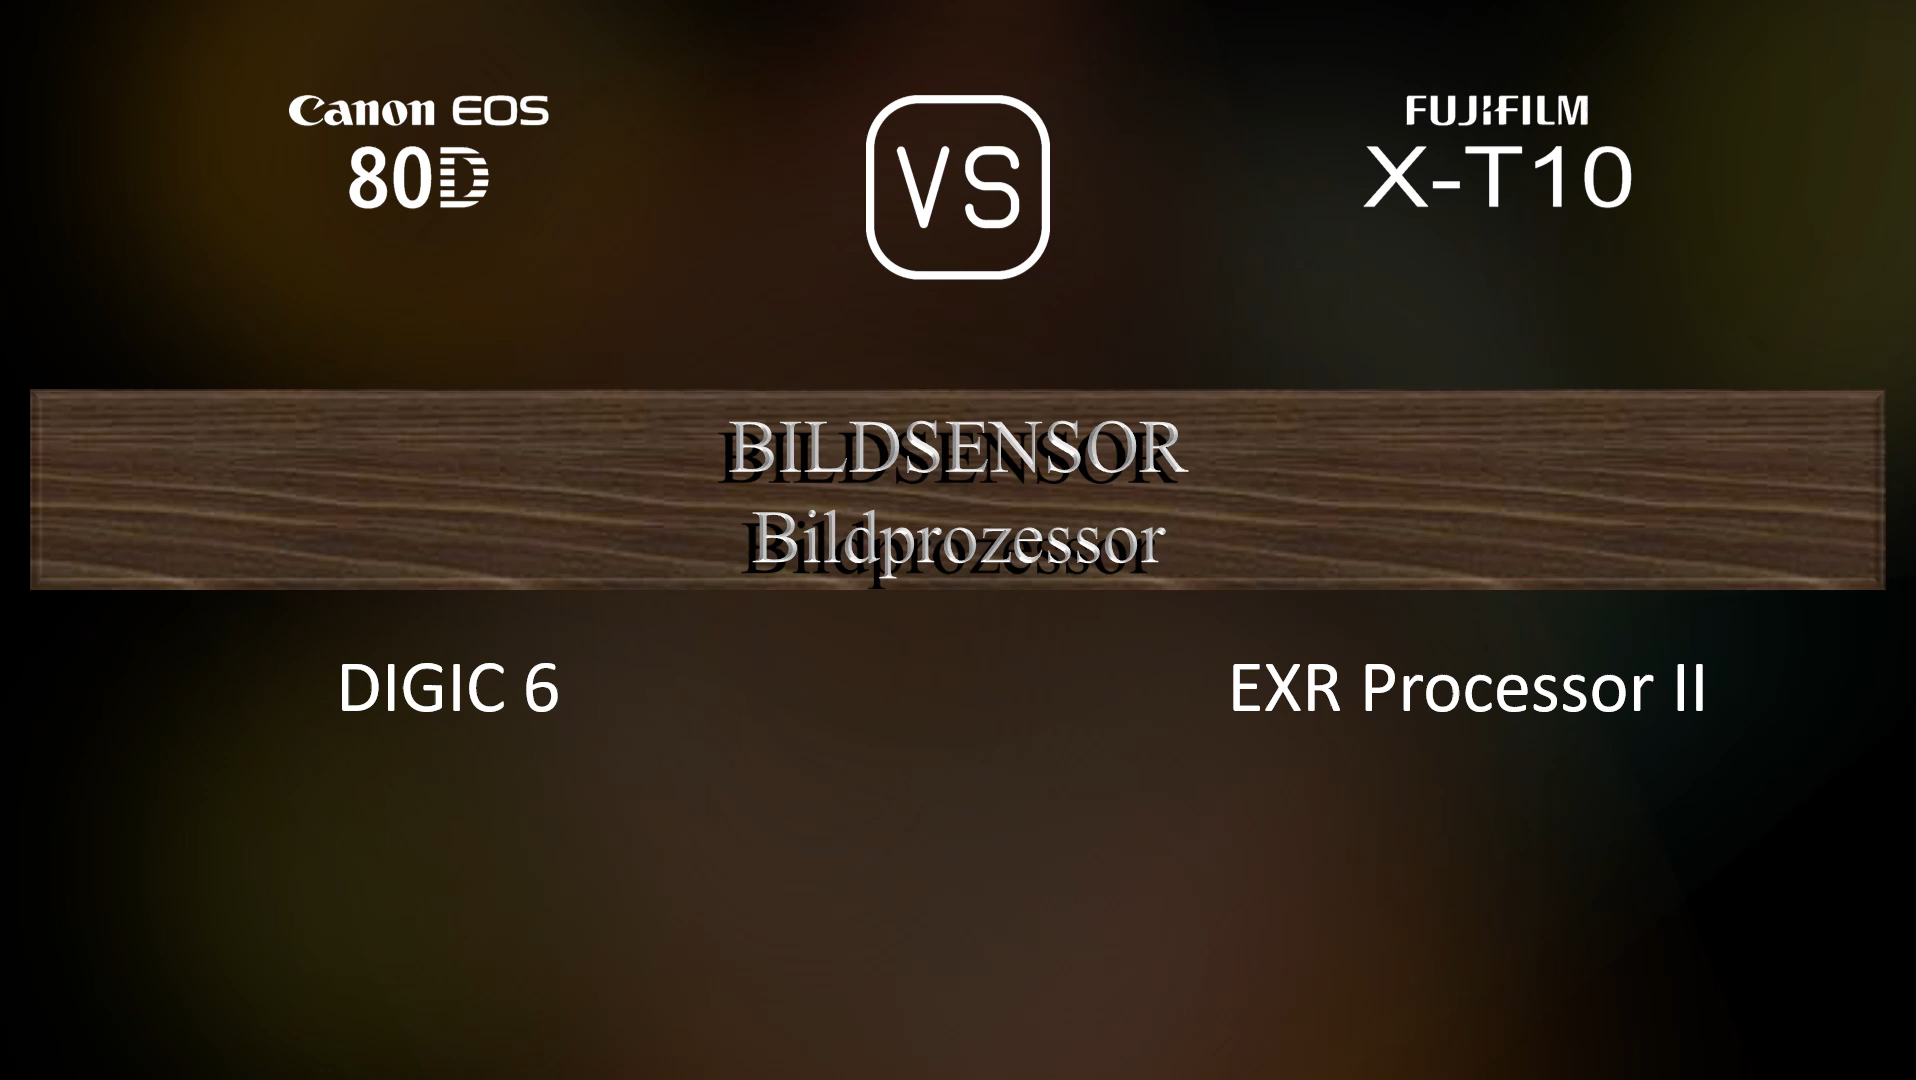 Canon EOS
80D
VS
FUJIFILM
X-T10
BILDSENSOR
Bildprozessor
DIGIC 6
EXR Processor II